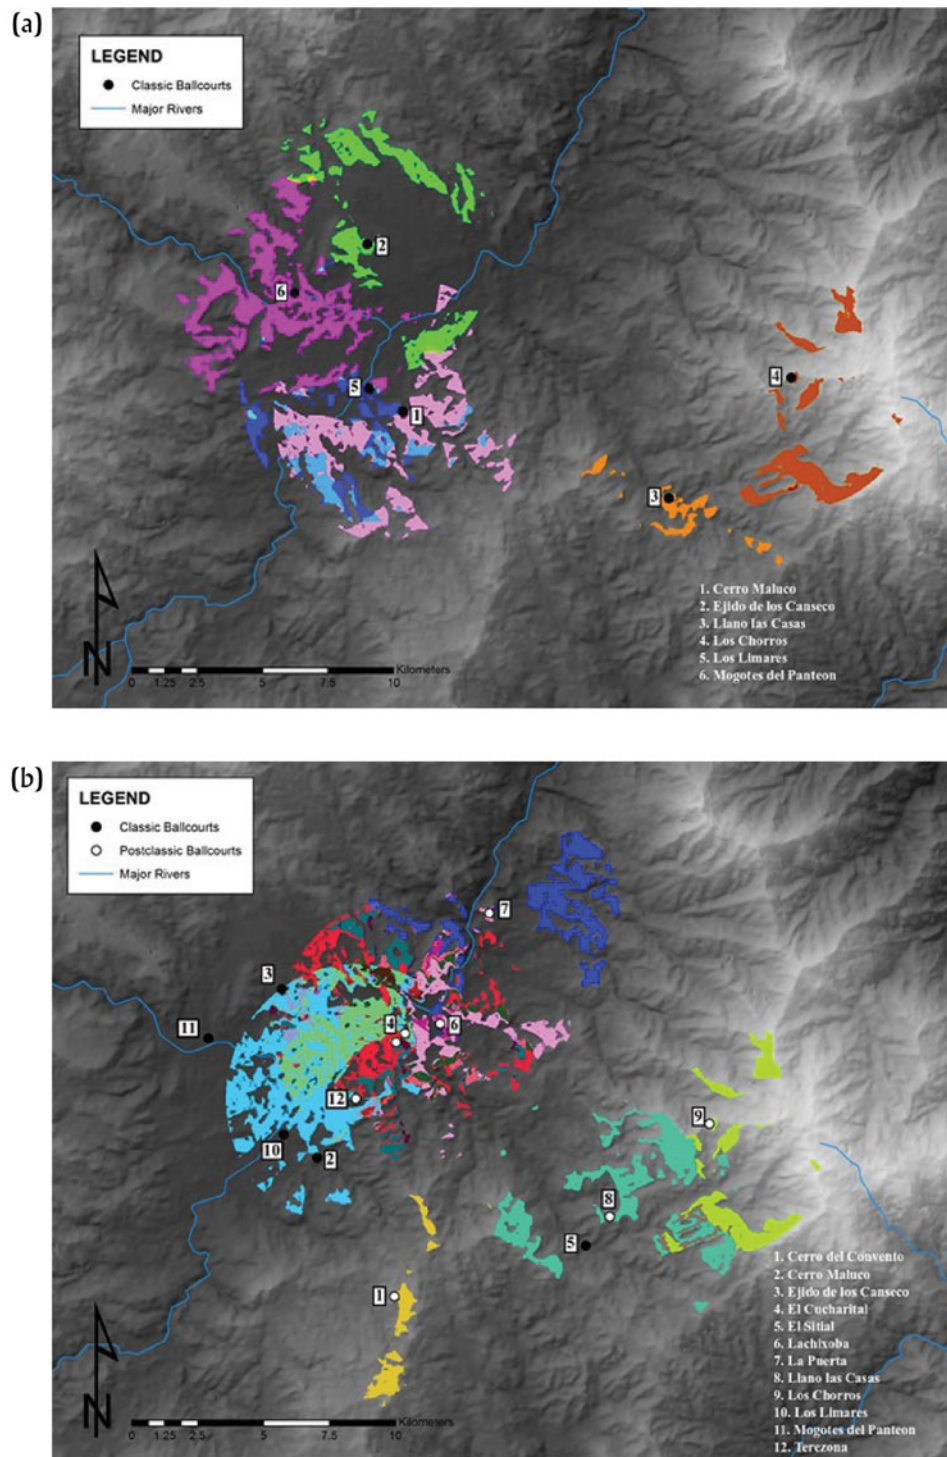 (a)
LEGEND
Classic Ballcourts
Major Rivers
2
6
5
1
4
3
1. Cerro Maluco
2. Ejido de los Canseco
3. Llano las Casas
4. Los Chorros
5. Los Limares
6. Mogotes del Panteon
N
Kilometers
0 1.25 2.5 5 7.5 10
(b)
LEGEND
Classic Ballcourts
Postclassic Ballcourts
Major Rivers
7
3
11
4
6
12
9
10
2
8
5
1
1. Cerro del Convento
2. Cerro Maluco
3. Ejido de los Canseco
4. El Cucharital
5. El Sitial
6. Lachixoba
7. La Puerta
8. Llano las Casas
9. Los Chorros
10. Los Limares
11. Mogotes del Panteon
12. Terezona
N
Kilometers
0 1.25 2.5 5 7.5 10